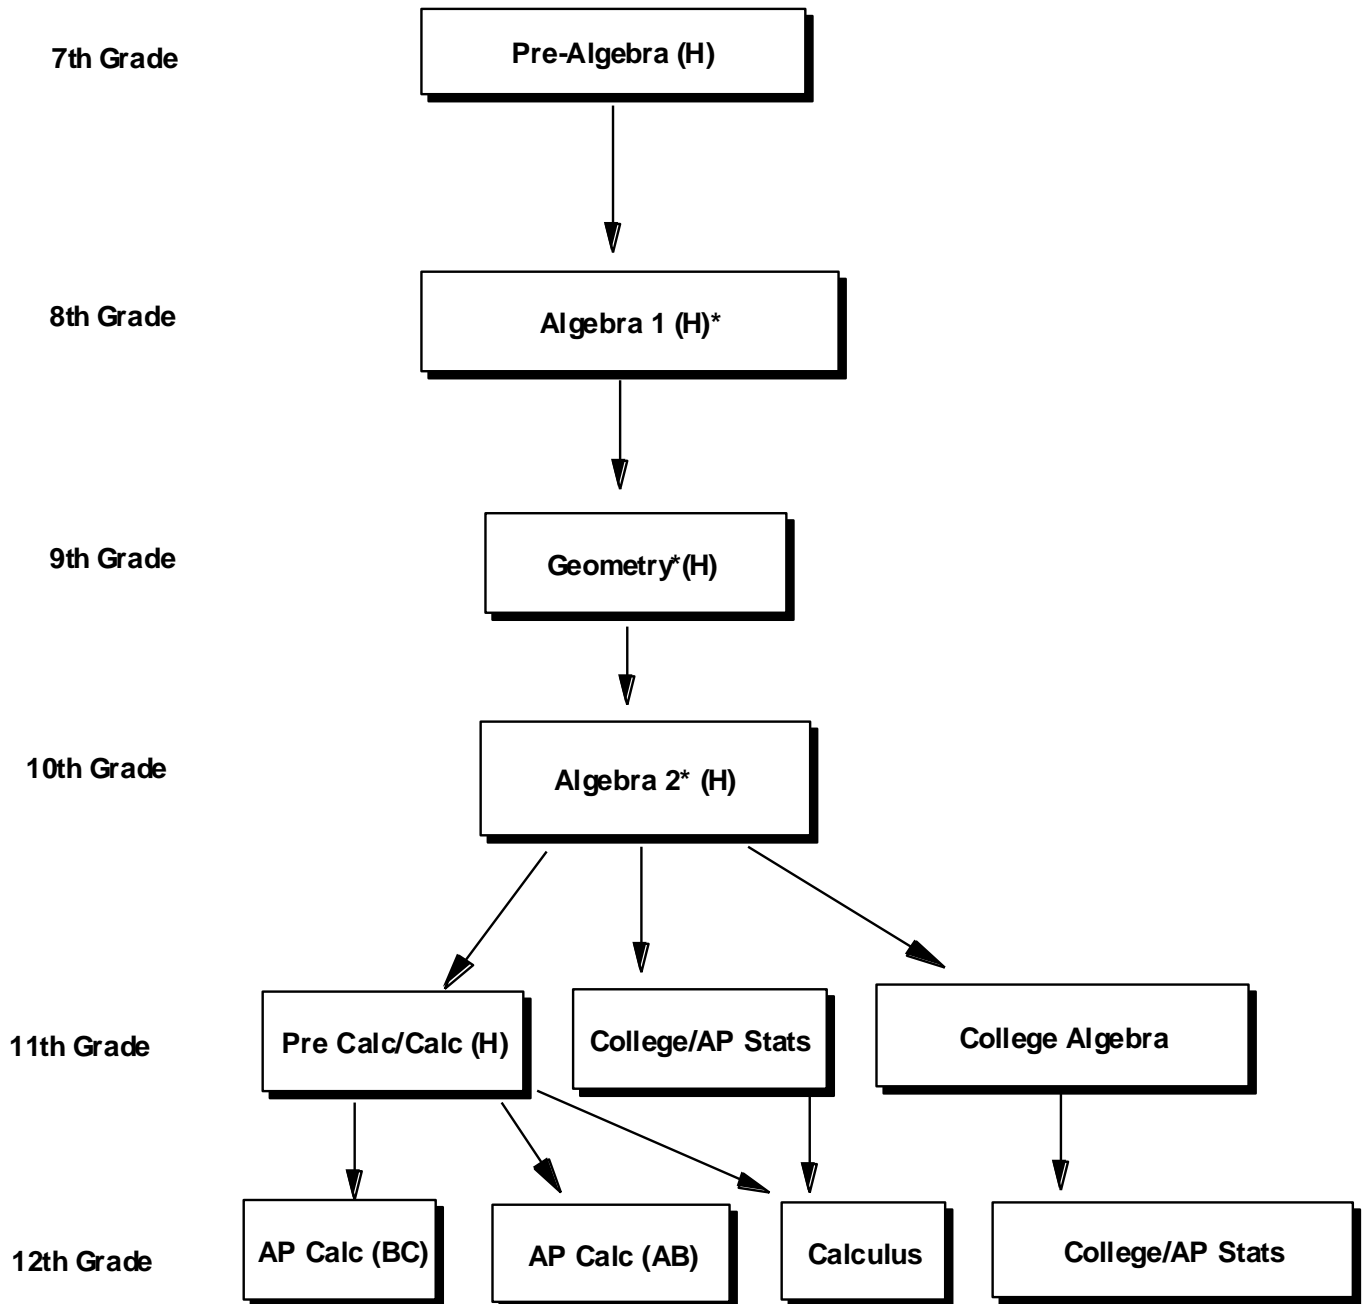 7th Grade
Pre-Algebra (H)
8th Grade
Algebra 1 (H)*
9th Grade
Geometry*(H)
10th Grade
Algebra 2* (H)
11th Grade
Pre Calc/Calc (H)
College/AP Stats
College Algebra
12th Grade
AP Calc (BC)
AP Calc (AB)
Calculus
College/AP Stats